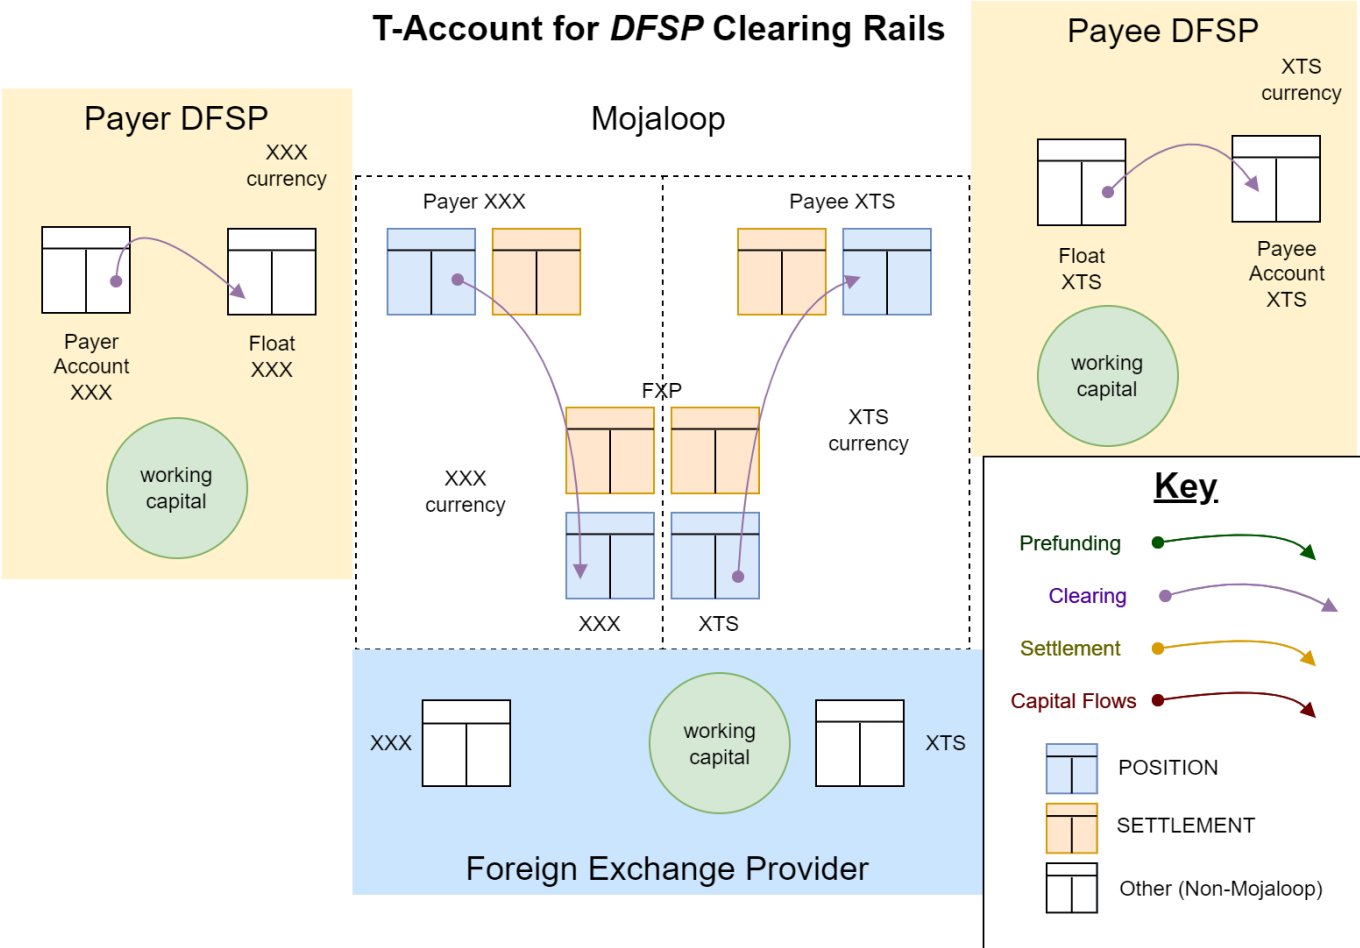 T-Account for DFSP Clearing Rails
Payer DFSP
XXX
currency
Payer
Account
XXX
Float
XXX
working
capital
Mojaloop
Payer XXX
Payee XTS
FXP
XXX
currency
XTS
currency
XXX
XTS
Payee DFSP
XTS
currency
Float
XTS
Payee
Account
XTS
working
capital
XXX
working
capital
XTS
Foreign Exchange Provider
Key
Prefunding
Clearing
Settlement
Capital Flows
POSITION
SETTLEMENT
Other (Non-Mojaloop)